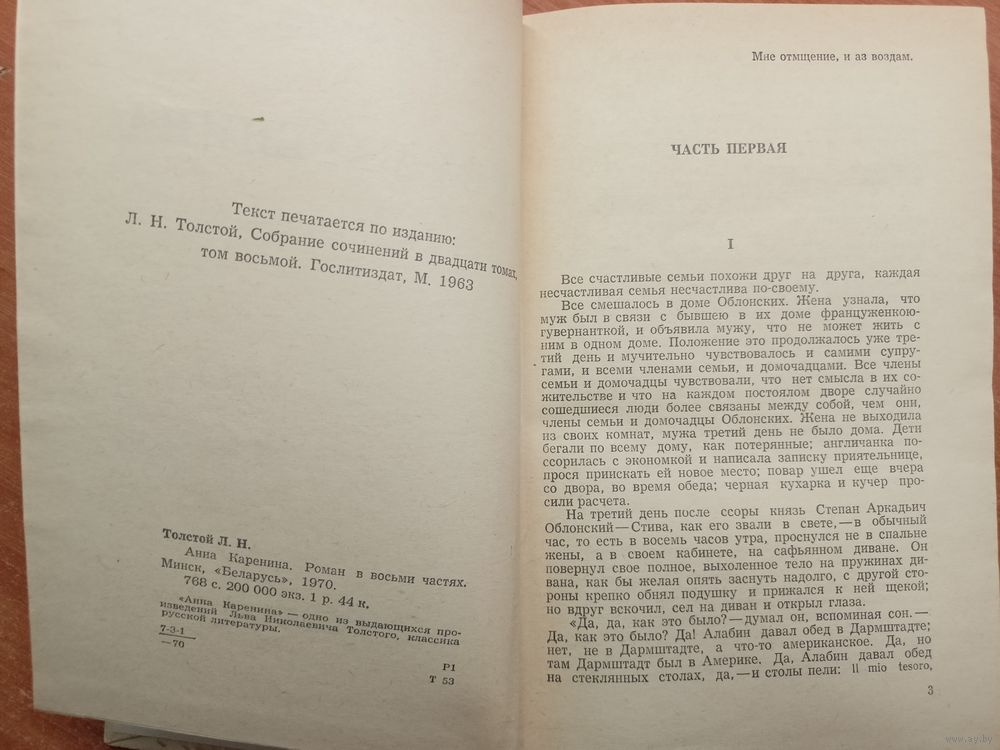 Текст печатается по изданию:
Л. Н. Толстой, Собрание сочинений в двадцати томах,
том восьмой. Гослитиздат, М. 1963
Толстой Л. Н.
Анна Каренина. Роман в восьми частях.
Минск, «Беларусь», 1970.
768 с. 200 000 экз. 1 р. 44 к.
«Анна Каренина» — одно из выдающихся про-
изведений Льва Николаевича Толстого, классика
русской литературы.
7-3-1
—70
Р1
Т 53
Мне отмщение, и аз воздам.
ЧАСТЬ ПЕРВАЯ
I
Все счастливые семьи похожи друг на друга, каждая
несчастливая семья несчастлива по-своему.
Все смешалось в доме Облонских. Жена узнала, что
муж был в связи с бывшею в их доме француженкою-
гувернанткой, и объявила мужу, что не может жить с
ним в одном доме. Положение это продолжалось уже тре-
тий день и мучительно чувствовалось и самими супру-
гами, и всеми членами семьи, и домочадцами. Все члены
семьи и домочадцы чувствовали, что нет смысла в их со-
жительстве и что на каждом постоялом дворе случайно
сошедшиеся люди более связаны между собой, чем они,
члены семьи и домочадцы Облонских. Жена не выходила
из своих комнат, мужа третий день не было дома. Дети
бегали по всему дому, как потерянные; англичанка по-
ссорилась с экономкой и написала записку приятельнице,
прося приискать ей новое место; повар ушел еще вчера
со двора, во время обеда; черная кухарка и кучер про-
сили расчета.
На третий день после ссоры князь Степан Аркадьич
Облонский — Стива, как его звали в свете, — в обычный
час, то есть в восемь часов утра, проснулся не в спальне
жены, а в своем кабинете, на сафьянном диване. Он
повернул свое полное, выхоленное тело на пружинах ди-
вана, как бы желая опять заснуть надолго, с другой сто-
роны крепко обнял подушку и прижался к ней щекой;
но вдруг вскочил, сел на диван и открыл глаза.
«Да, да, как это было? — думал он, вспоминая сон. —
Да, как это было? Да! Алабин давал обед в Дармштадте;
нет, не в Дармштадте, а что-то американское. Да, но
там Дармштадт был в Америке. Да, Алабин давал обед
на стеклянных столах, да, — и столы пели: Il mio tesoro,
3
www.ay.by